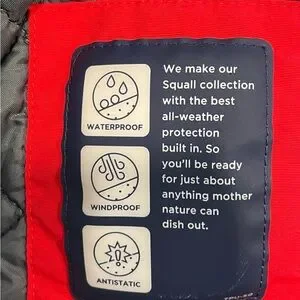 We make our
Squall collection
with the best
all-weather
protection
built in. So
you'll be ready
for just about
anything mother
nature can
dish out.
WATERPROOF
WINDPROOF
ANTISTATIC